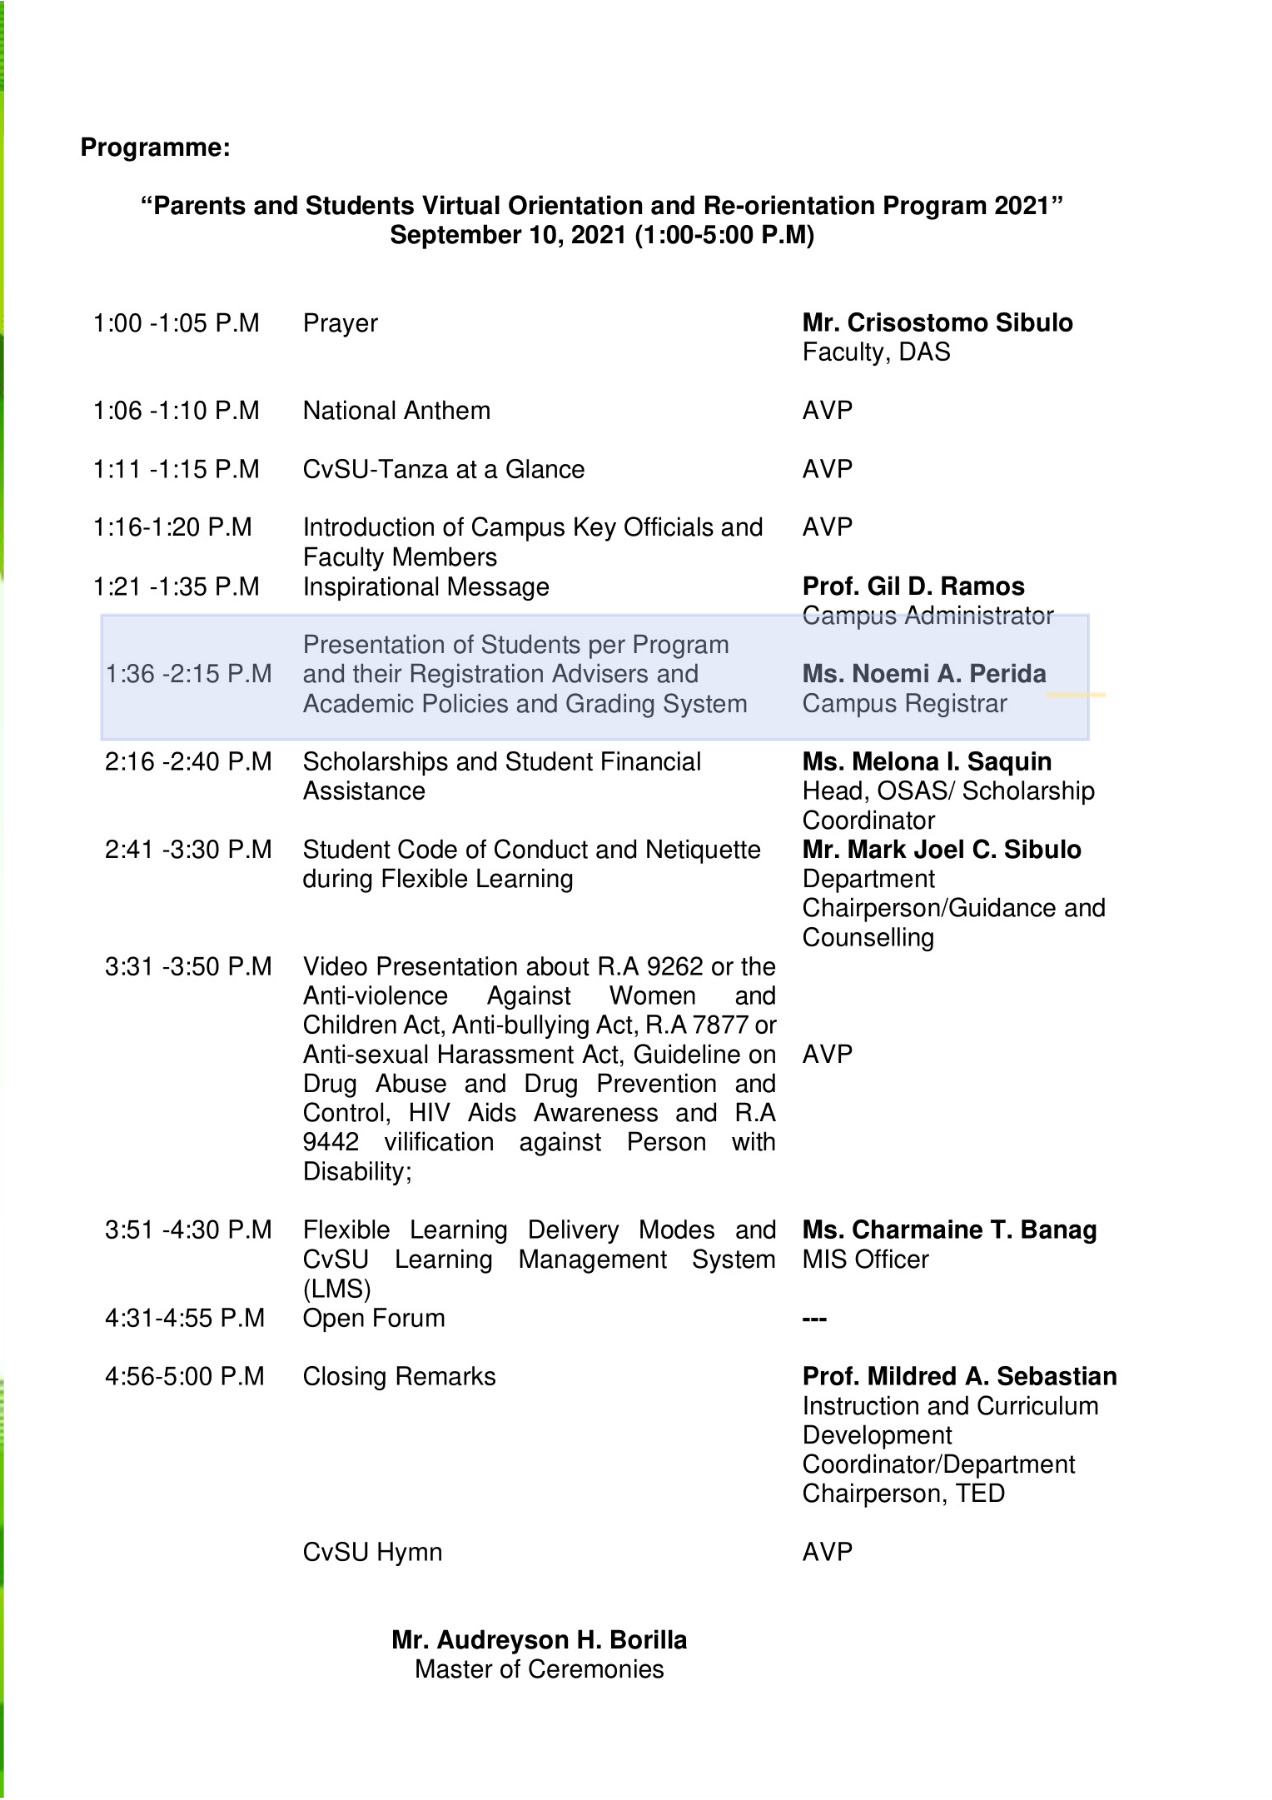 Programme:
“Parents and Students Virtual Orientation and Re-orientation Program 2021”
September 10, 2021 (1:00-5:00 P.M)
1:00 -1:05 P.M Prayer Mr. Crisostomo Sibulo
Faculty, DAS
1:06 -1:10 P.M National Anthem AVP
1:11 -1:15 P.M CvSU-Tanza at a Glance AVP
1:16-1:20 P.M Introduction of Campus Key Officials and AVP
Faculty Members
1:21 -1:35 P.M Inspirational Message Prof. Gil D. Ramos
Campus Administrator
Presentation of Students per Program
1:36 -2:15 P.M and their Registration Advisers and Ms. Noemi A. Perida
Academic Policies and Grading System Campus Registrar
2:16 -2:40 P.M Scholarships and Student Financial Ms. Melona I. Saquin
Assistance Head, OSAS/ Scholarship
Coordinator
2:41 -3:30 P.M Student Code of Conduct and Netiquette Mr. Mark Joel C. Sibulo
during Flexible Learning Department
Chairperson/Guidance and
Counselling
3:31 -3:50 P.M Video Presentation about R.A 9262 or the
Anti-violence Against Women and
Children Act, Anti-bullying Act, R.A 7877 or
Anti-sexual Harassment Act, Guideline on AVP
Drug Abuse and Drug Prevention and
Control, HIV Aids Awareness and R.A
9442 vilification against Person with
Disability;
3:51 -4:30 P.M Flexible Learning Delivery Modes and Ms. Charmaine T. Banag
CvSU Learning Management System MIS Officer
(LMS)
4:31-4:55 P.M Open Forum ---
4:56-5:00 P.M Closing Remarks Prof. Mildred A. Sebastian
Instruction and Curriculum
Development
Coordinator/Department
Chairperson, TED
CvSU Hymn AVP
Mr. Audreyson H. Borilla
Master of Ceremonies